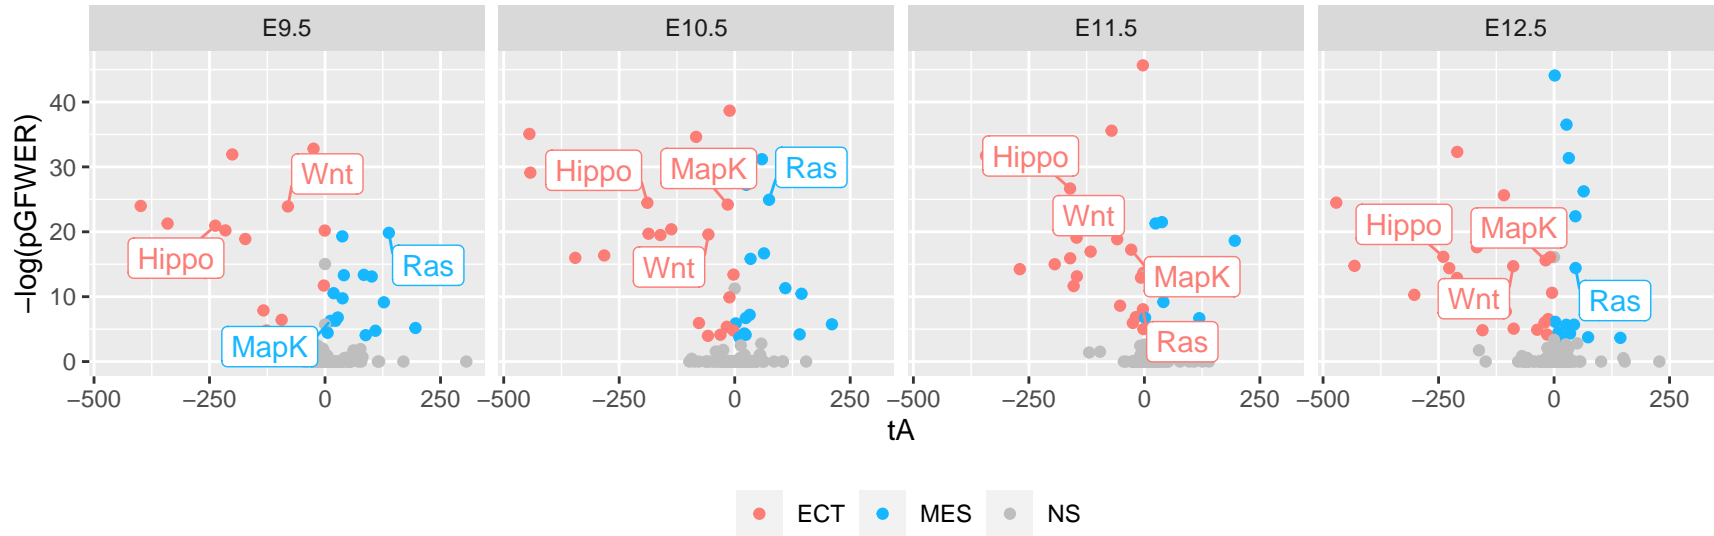 E9.5 E10.5 E11.5 E12.5
−log(pGFWER)
40
30
20
10
0
Wnt
Hippo
Ras
MapK
Hippo
MapK
Ras
Wnt
Hippo
Wnt
MapK
Ras
Hippo
MapK
Wnt
Ras
−500 −250 0 250 −500 −250 0 250 −500 −250 0 250 −500 −250 0 250
tA
ECT MES NS